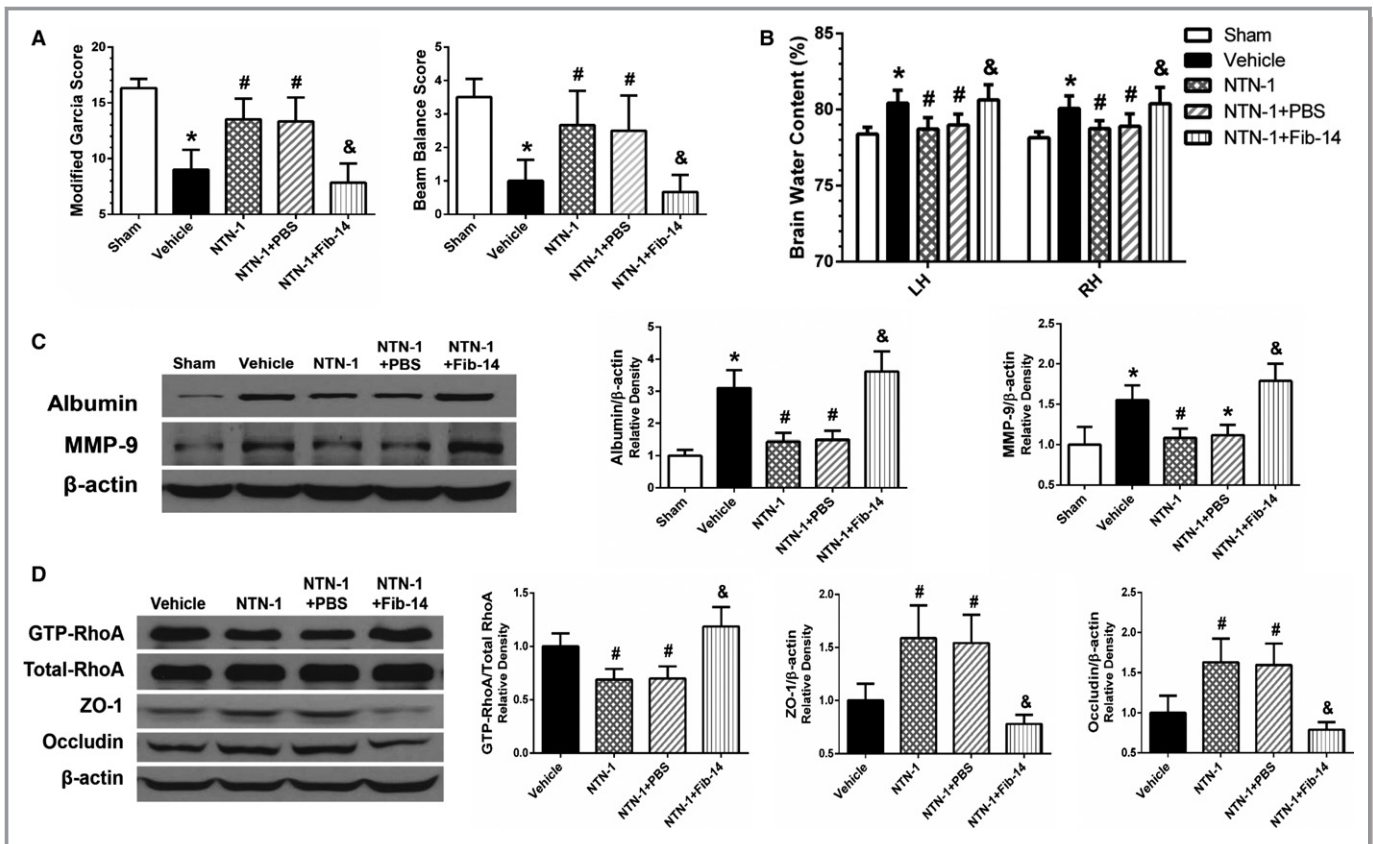 A
Modified Garcia Score
20
15
10
5
*
#
#
&
Sham
Vehicle
NTN-1
NTN-1+PBS
NTN-1+Fib-14
Beam Balance Score
5
4
3
2
1
0
*
#
#
&
Sham
Vehicle
NTN-1
NTN-1+PBS
NTN-1+Fib-14
B
Brain Water Content (%)
85
80
75
70
*
#
#
&
*
#
#
&
LH
RH
Sham
Vehicle
NTN-1
NTN-1+PBS
NTN-1+Fib-14
C
Sham
Vehicle
NTN-1
NTN-1
+PBS
NTN-1
+Fib-14
Albumin
MMP-9
β-actin
Albumin/β-actin
Relative Density
5
4
3
2
1
0
*
#
#
&
Sham
Vehicle
NTN-1
NTN-1+PBS
NTN-1+Fib-14
MMP-9/β-actin
Relative Density
2.5
2.0
1.5
1.0
0.5
*
#
*
&
Sham
Vehicle
NTN-1
NTN-1+PBS
NTN-1+Fib-14
D
Vehicle
NTN-1
NTN-1
+PBS
NTN-1
+Fib-14
GTP-RhoA
Total-RhoA
ZO-1
Occludin
β-actin
GTP-RhoA/Total RhoA
Relative Density
1.5
1.0
0.5
0.0
#
#
&
Vehicle
NTN-1
NTN-1+PBS
NTN-1+Fib-14
ZO-1/β-actin
Relative Density
2.0
1.5
1.0
0.5
#
#
&
Vehicle
NTN-1
NTN-1+PBS
NTN-1+Fib-14
Occludin/β-actin
Relative Density
2.5
2.0
1.5
1.0
0.5
#
#
&
Vehicle
NTN-1
NTN-1+PBS
NTN-1+Fib-14